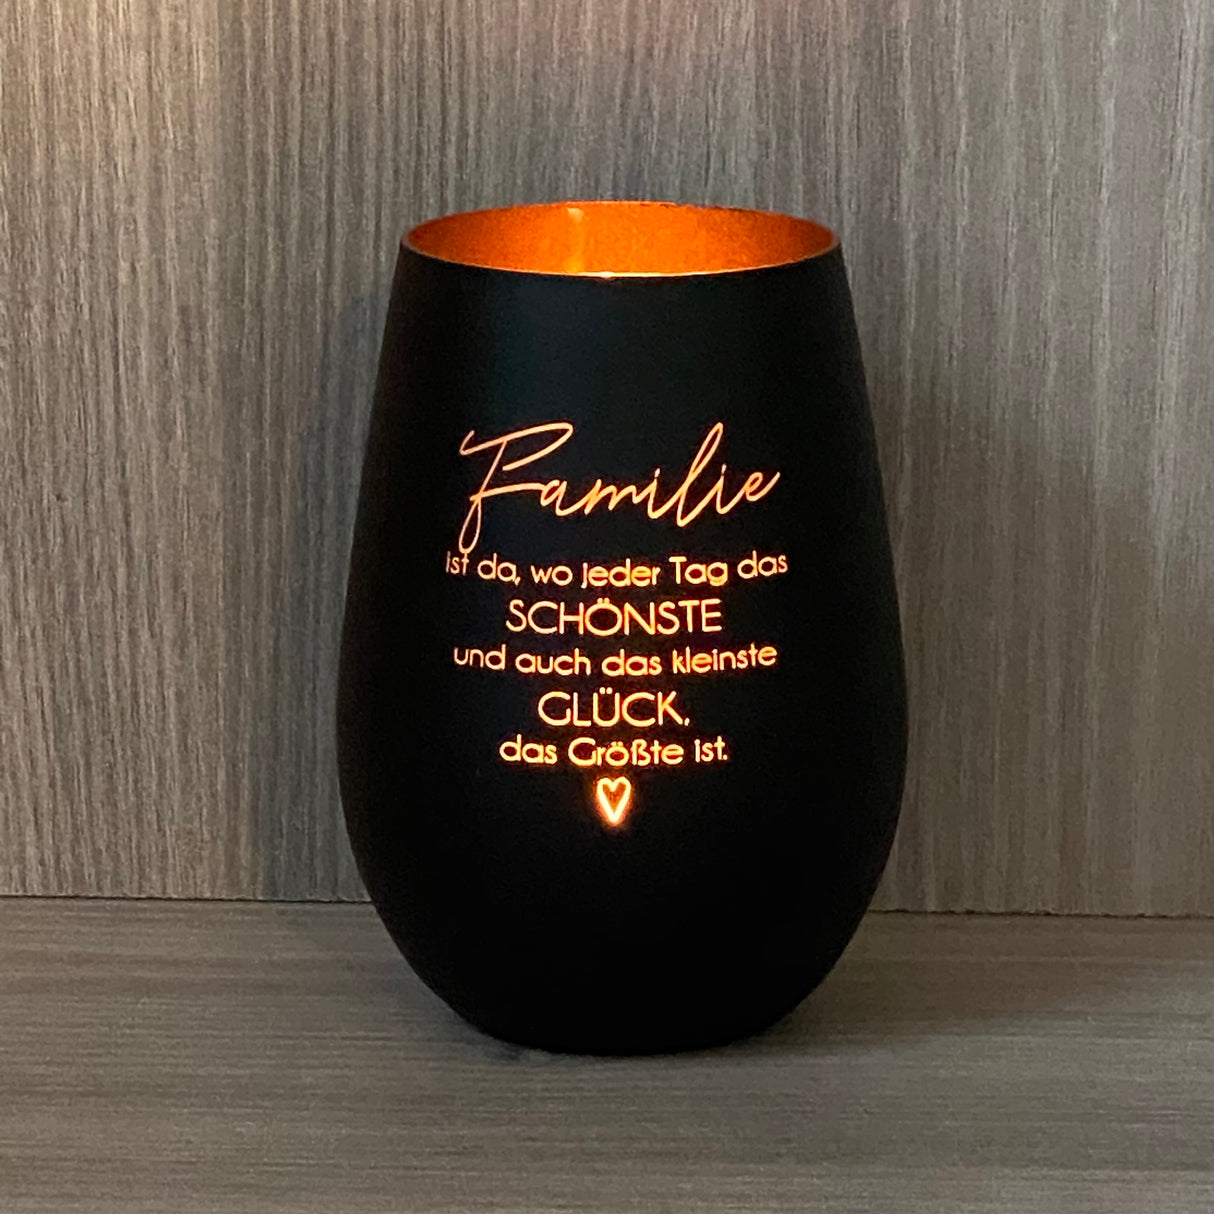 Familie
ist da, wo jeder Tag das
SCHÖNSTE
und auch das kleinste
GLÜCK,
das Größte ist.